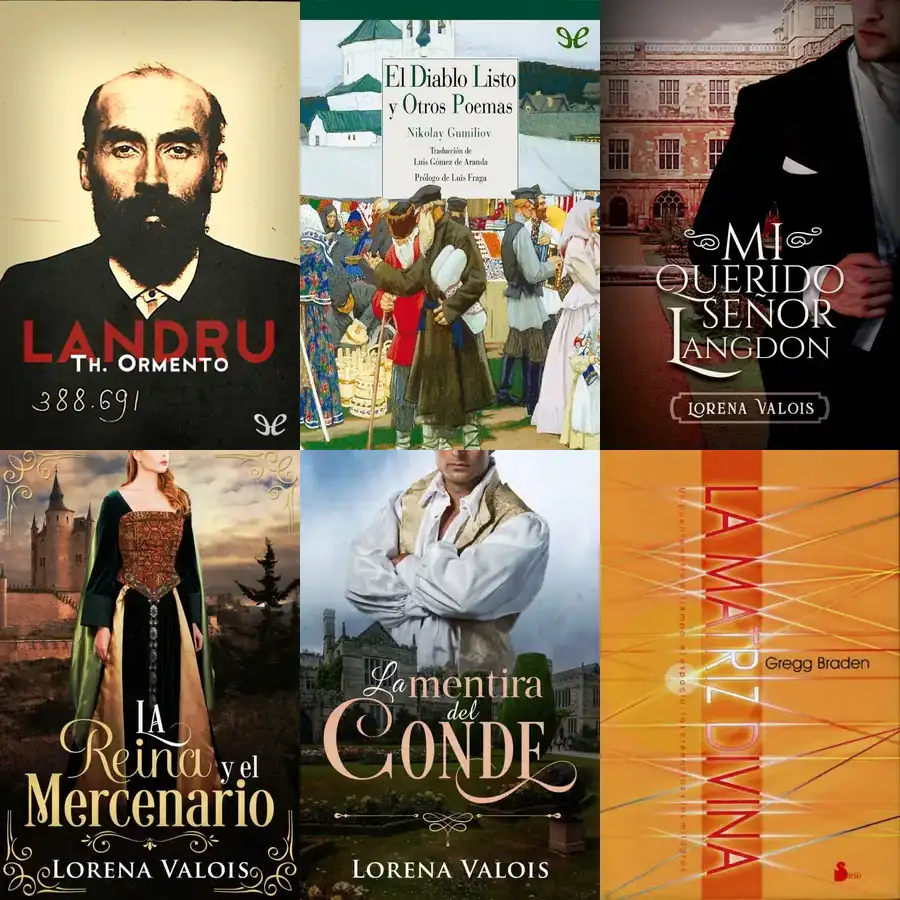 LANDRU
TH. ORMENTO
388.691
El Diablo Listo
y Otros Poemas
Nikolay Gumiliov
Traducción de
Luis Gómez de Aranda
Prólogo de Luis Fraga
MI
QUERIDO
SEÑOR
LANGDON
LORENA VALOIS
LA
Reina y el
Mercenario
LORENA VALOIS
La mentira
del
CONDE
LORENA VALOIS
LA MATRIZ DIVINA
Gregg Braden
Sirio